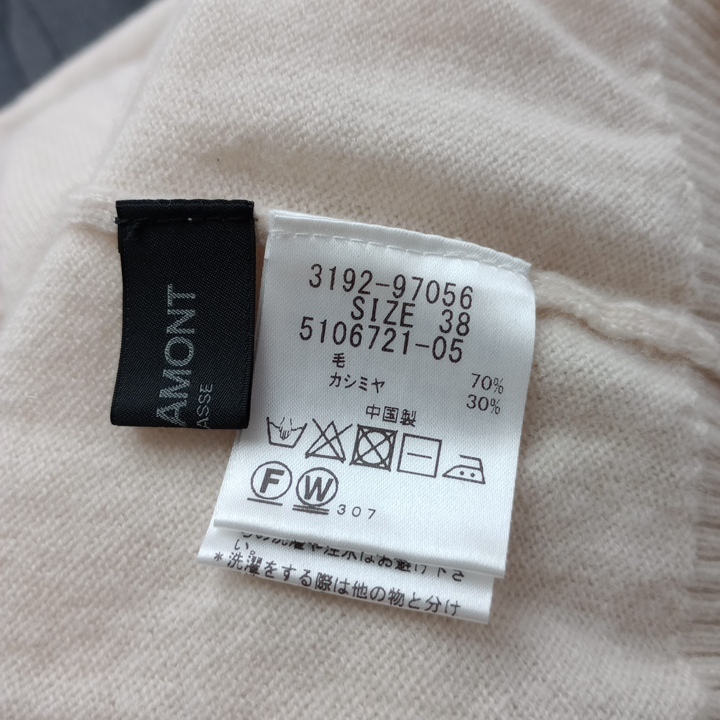 AMONT
ASSE
3192-97056
SIZE 38
5106721-05
毛 70%
カシミヤ 30%
中国製
F W 307
い。
*洗濯をする際は他の物と分け